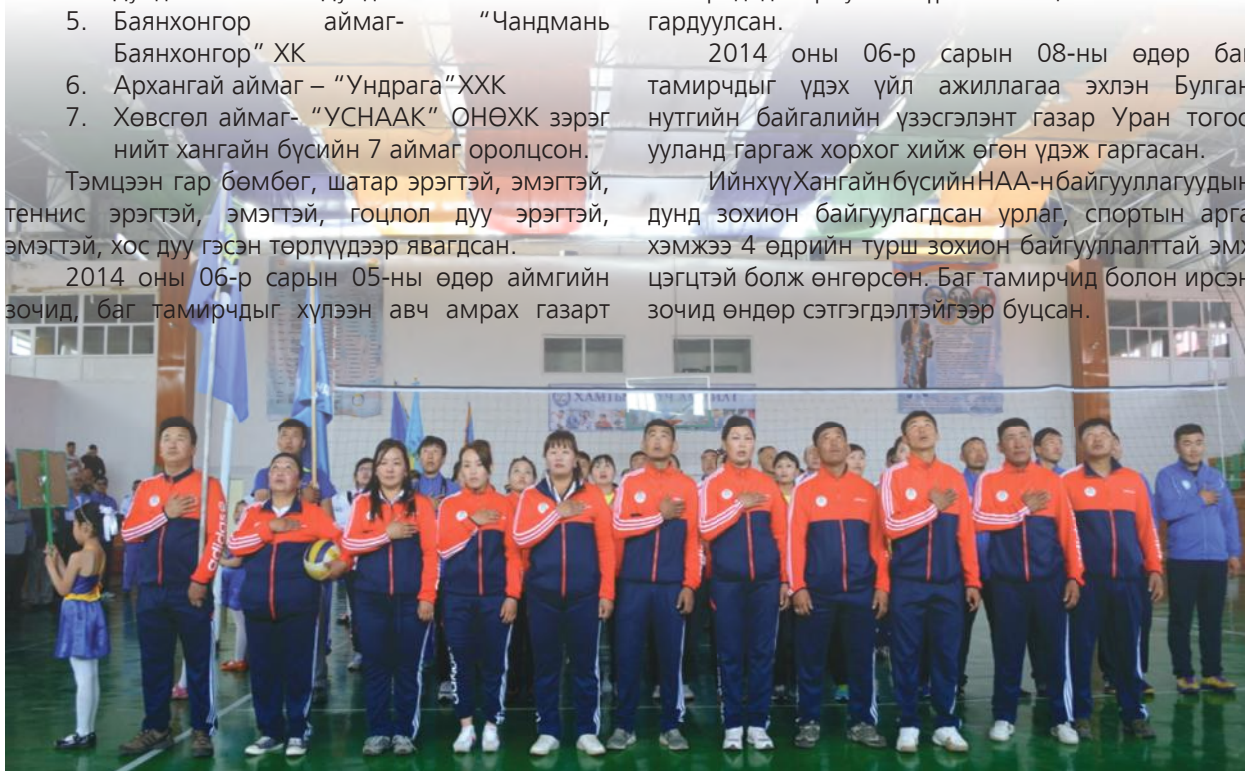 5. Баянхонгор аймаг- “Чандмань
Баянхонгор” ХК
6. Архангай аймаг – “Ундрага”ХХК
7. Хөвсгөл аймаг- “УСНААК” ОНӨХК зэрэг
нийт хангайн бүсийн 7 аймаг оролцсон.
Тэмцээн гар бөмбөг, шатар эрэгтэй, эмэгтэй,
теннис эрэгтэй, эмэгтэй, гоцлол дуу эрэгтэй,
эмэгтэй, хос дуу гэсэн төрлүүдээр явагдсан.
2014 оны 06-р сарын 05-ны өдөр аймгийн
зочид, баг тамирчдыг хүлээн авч амрах газарт
гардуулсан.
2014 оны 06-р сарын 08-ны өдөр баг
тамирчдыг үдэх үйл ажиллагаа эхлэн Булган
нутгийн байгалийн үзэсгэлэнт газар Уран тогоо
ууланд гаргаж хорхог хийж өгөн үдэж гаргасан.
Ийнхүү Хангайн бүсийн НАА-н байгууллагуудын
дунд зохион байгуулагдсан урлаг, спортын арга
хэмжээ 4 өдрийн турш зохион байгууллалттай эмх
цэгцтэй болж өнгөрсөн. Баг тамирчид болон ирсэн
зочид өндөр сэтгэгдэлтэйгээр буцсан.
adidas